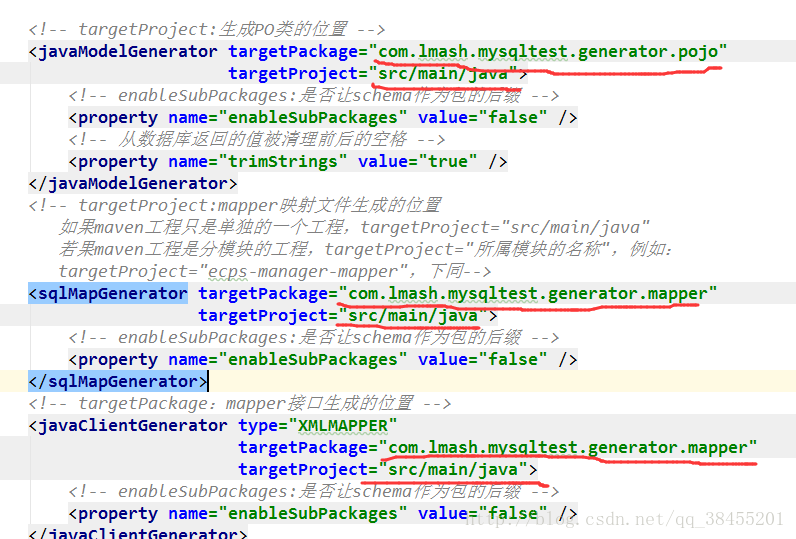 <!-- targetProject:生成PO类的位置 -->
<javaModelGenerator targetPackage="com.lmash.mysqltest.generator.pojo"
targetProject="src/main/java">
<!-- enableSubPackages:是否让schema作为包的后缀 -->
<property name="enableSubPackages" value="false" />
<!-- 从数据库返回的值被清理前后的空格 -->
<property name="trimStrings" value="true" />
</javaModelGenerator>
<!-- targetProject:mapper映射文件生成的位置
如果maven工程只是单独的一个工程，targetProject="src/main/java"
若果maven工程是分模块的工程，targetProject="所属模块的名称"，例如：
targetProject="ecps-manager-mapper"，下同-->
<sqlMapGenerator targetPackage="com.lmash.mysqltest.generator.mapper"
targetProject="src/main/java">
<!-- enableSubPackages:是否让schema作为包的后缀 -->
<property name="enableSubPackages" value="false" />
</sqlMapGenerator>
<!-- targetPackage：mapper接口生成的位置 -->
<javaClientGenerator type="XMLMAPPER"
targetPackage="com.lmash.mysqltest.generator.mapper"
targetProject="src/main/java">
<!-- enableSubPackages:是否让schema作为包的后缀 -->
<property name="enableSubPackages" value="false" />
http://blog.csdn.net/qq_38455201
</javaClientGenerator>